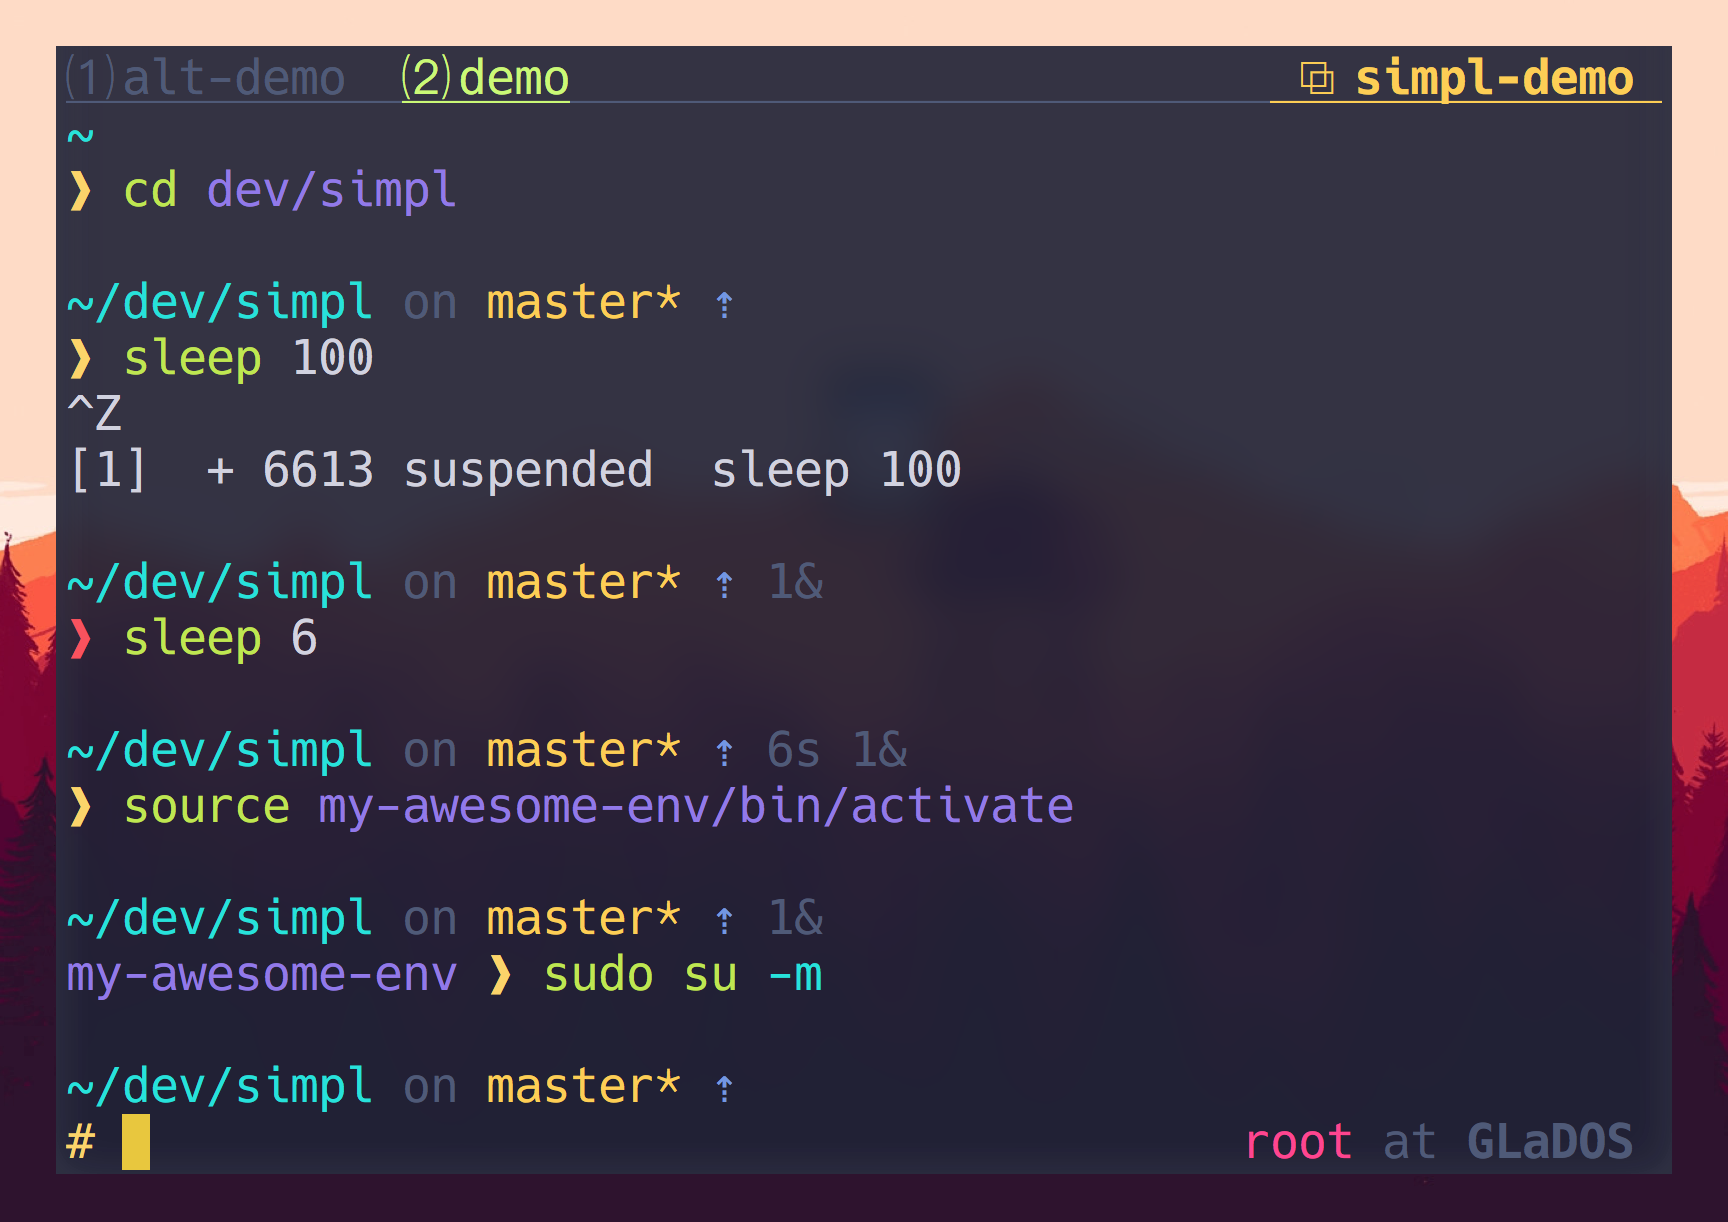 (1)alt-demo (2)demo simpl-demo
~
❱ cd dev/simpl
~/dev/simpl on master* ⇡
❱ sleep 100
^Z
[1]  + 6613 suspended  sleep 100
~/dev/simpl on master* ⇡ 1&
❱ sleep 6
~/dev/simpl on master* ⇡ 6s 1&
❱ source my-awesome-env/bin/activate
~/dev/simpl on master* ⇡ 1&
my-awesome-env ❱ sudo su -m
~/dev/simpl on master* ⇡
# root at GLaDOS